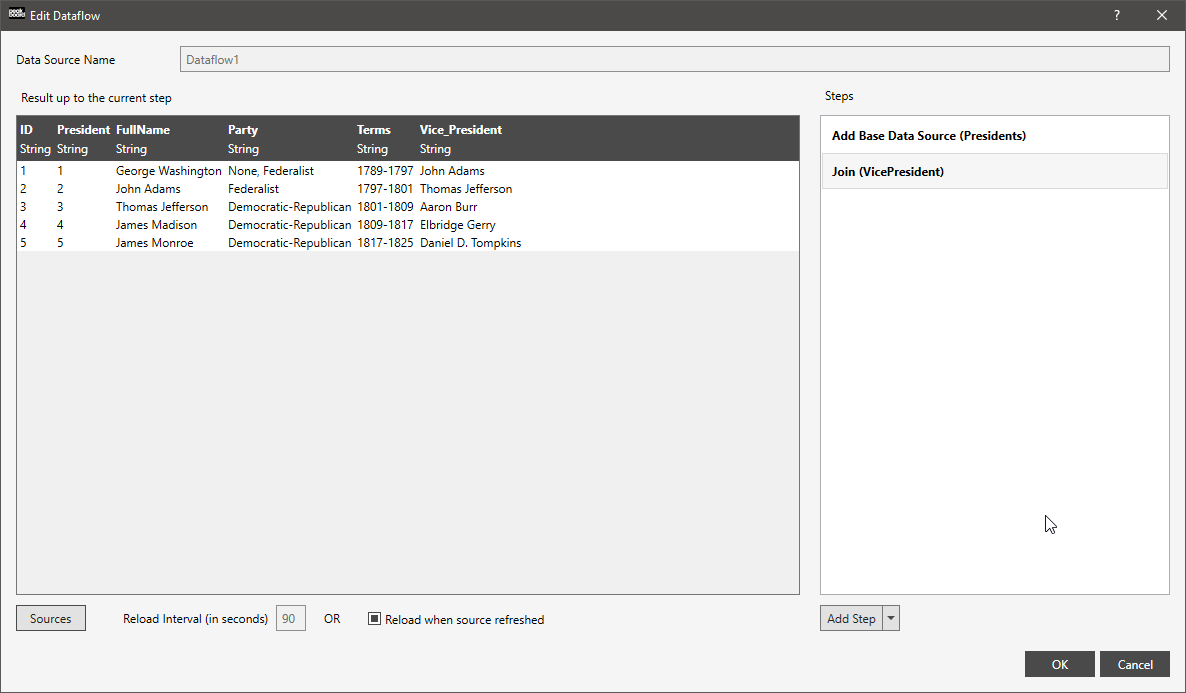 peak board Edit Dataflow ?
Data Source Name Dataflow1
Result up to the current step
Steps
ID President FullName Party Terms Vice_President
String String String String String String
1 1 George Washington None, Federalist 1789-1797 John Adams
2 2 John Adams Federalist 1797-1801 Thomas Jefferson
3 3 Thomas Jefferson Democratic-Republican 1801-1809 Aaron Burr
4 4 James Madison Democratic-Republican 1809-1817 Elbridge Gerry
5 5 James Monroe Democratic-Republican 1817-1825 Daniel D. Tompkins
Add Base Data Source (Presidents)
Join (VicePresident)
Sources Reload Interval (in seconds) 90 OR Reload when source refreshed
Add Step
OK Cancel